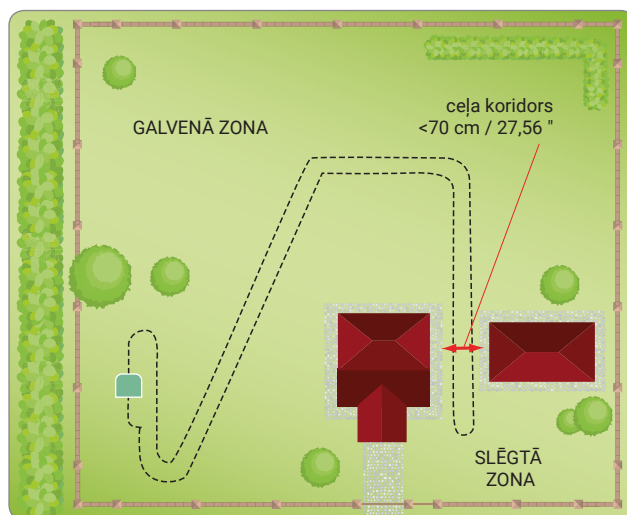 GALVENĀ ZONA
ceļa koridors
<70 cm / 27,56 "
SLĒGTĀ
ZONA